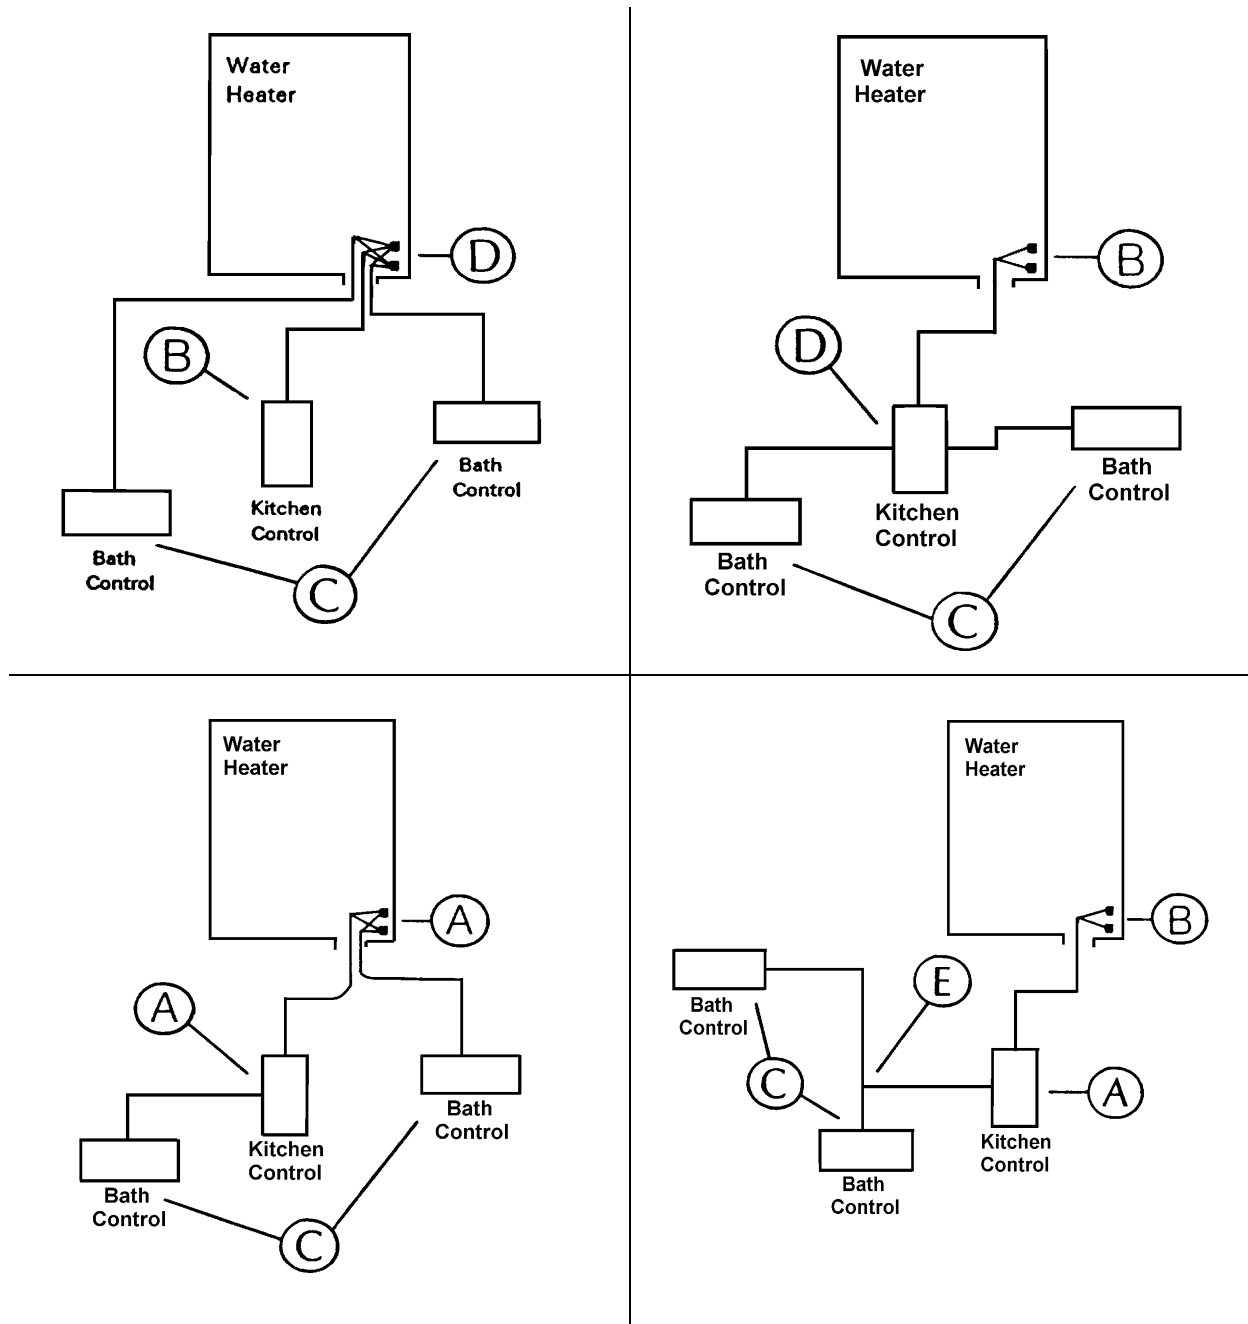 Water
Heater
D
B
Kitchen
Control
Bath
Control
Bath
Control
C
Water
Heater
B
D
Kitchen
Control
Bath
Control
Bath
Control
C
Water
Heater
A
A
Kitchen
Control
Bath
Control
Bath
Control
C
Water
Heater
B
E
Bath
Control
C
A
Kitchen
Control
Bath
Control